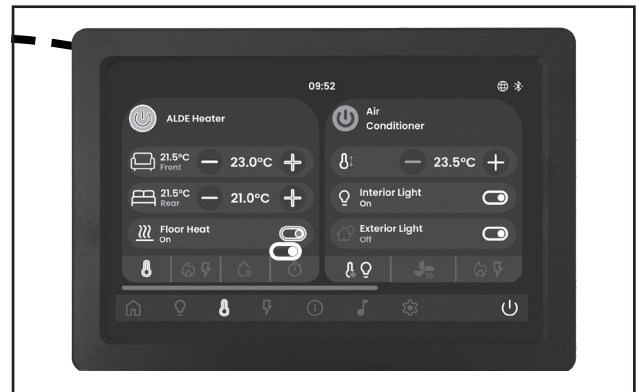 09:52
ALDE Heater
21.5°C
Front
23.0°C
21.5°C
Rear
21.0°C
Floor Heat
On
Air
Conditioner
23.5°C
Interior Light
On
Exterior Light
Off